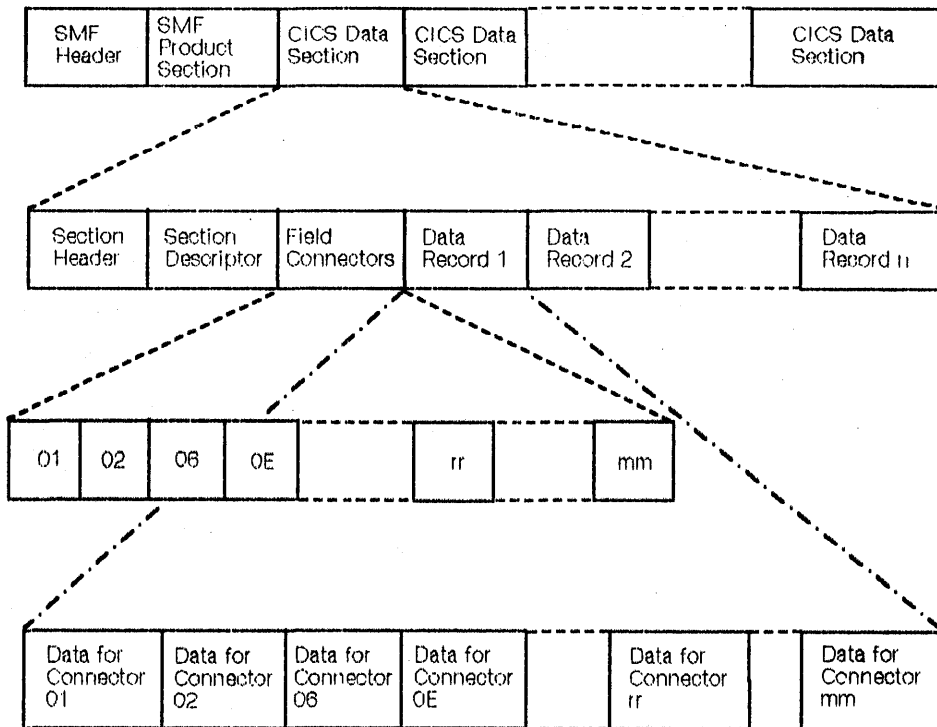 SMF
Header
SMF
Product
Section
CICS Data
Section
CICS Data
Section
CICS Data
Section
Section
Header
Section
Descriptor
Field
Connectors
Data
Record 1
Data
Record 2
Data
Record n
01
02
06
0E
rr
mm
Data for
Connector
01
Data for
Connector
02
Data for
Connector
06
Data for
Connector
0E
Data for
Connector
rr
Data for
Connector
mm